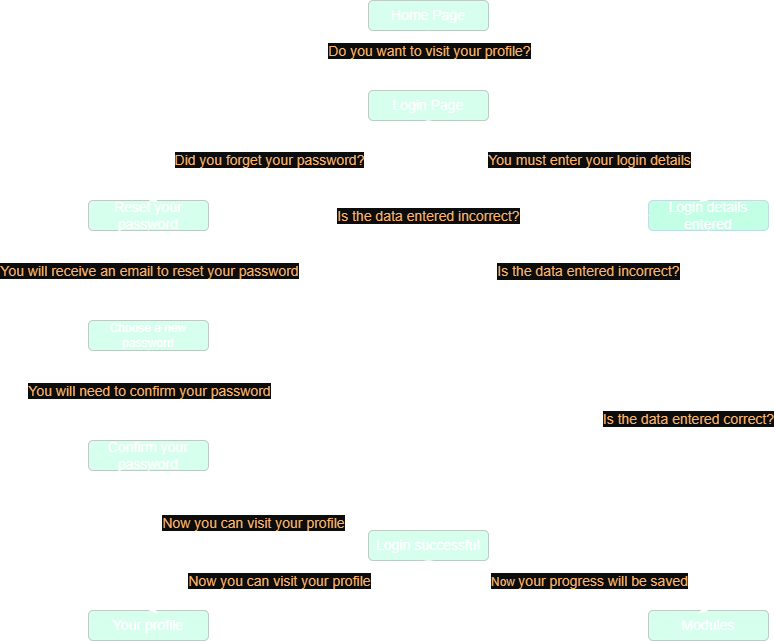 Home Page
Do you want to visit your profile?
Login Page
Did you forget your password?
You must enter your login details
Reset your
password
Is the data entered incorrect?
Login details
entered
You will receive an email to reset your password
Is the data entered incorrect?
Choose a new
password
You will need to confirm your password
Is the data entered correct?
Confirm your
password
Now you can visit your profile
Login successful
Now you can visit your profile
Now your progress will be saved
Your profile
Modules